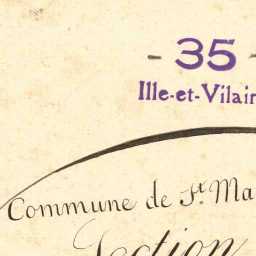 - 35 -
Ille-et-Vilain
Commune de St. Ma
Section